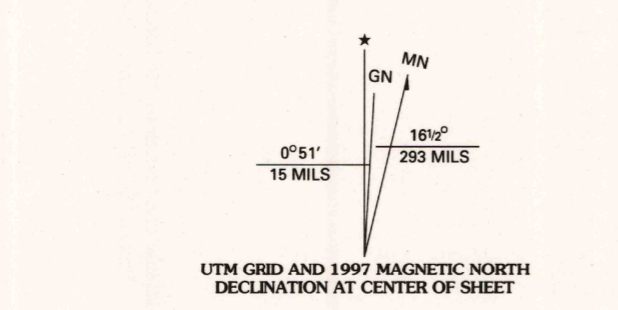 ★
MN
GN
16½°
293 MILS
0°51'
15 MILS
UTM GRID AND 1997 MAGNETIC NORTH
DECLINATION AT CENTER OF SHEET